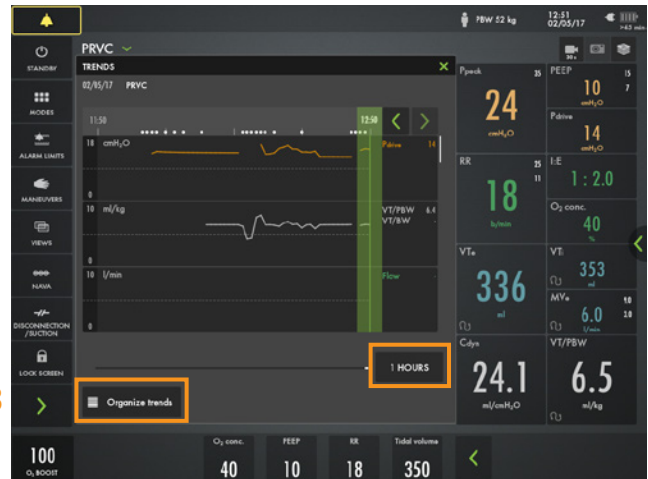 PBW 52 kg
12:51
02/05/17
>45 min
STANDBY
MODES
ALARM LIMITS
MANEUVERS
VIEWS
NAVA
DISCONNECTION
/SUCTION
LOCK SCREEN
100
O₂ BOOST
PRVC
30 s
TRENDS
02/05/17 PRVC
11:50 12:50
10 cmH₂O Pdrive 14
0
10 ml/kg VT/PBW 6.4
VT/BW -
0
10 l/min Flow -
0
1 HOURS
Organize trends
Ppeak 35
24
cmH₂O
PEEP 15
10 7
cmH₂O
Pdrive
14
cmH₂O
RR 25
18 11
b/min
I:E
1 : 2.0
O₂ conc.
40
%
VTe
336
ml
VTi
353
ml
MVe 9.0
6.0 2.0
l/min
Cdyn
24.1
ml/cmH₂O
VT/PBW
6.5
ml/kg
O₂ conc. PEEP RR Tidal volume
40 10 18 350